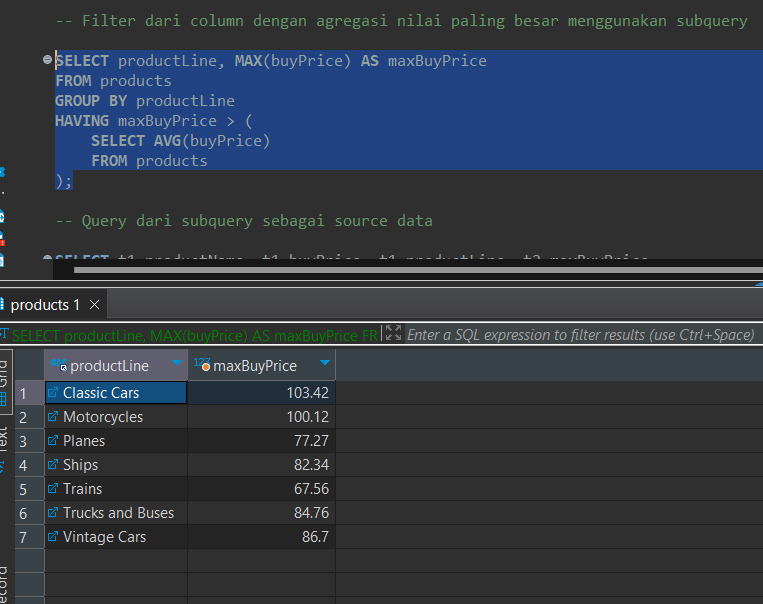 -- Filter dari column dengan agregasi nilai paling besar menggunakan subquery
SELECT productLine, MAX(buyPrice) AS maxBuyPrice
FROM products
GROUP BY productLine
HAVING maxBuyPrice > (
SELECT AVG(buyPrice)
FROM products
);
-- Query dari subquery sebagai source data
SELECT t1.productName, t1.buyPrice, t1.productLine, t2.maxBuyPrice
products 1
SELECT productLine, MAX(buyPrice) AS maxBuyPrice FR
Enter a SQL expression to filter results (use Ctrl+Space)
Grid
Text
productLine
123 maxBuyPrice
1 Classic Cars 103.42
2 Motorcycles 100.12
3 Planes 77.27
4 Ships 82.34
5 Trains 67.56
6 Trucks and Buses 84.76
7 Vintage Cars 86.7